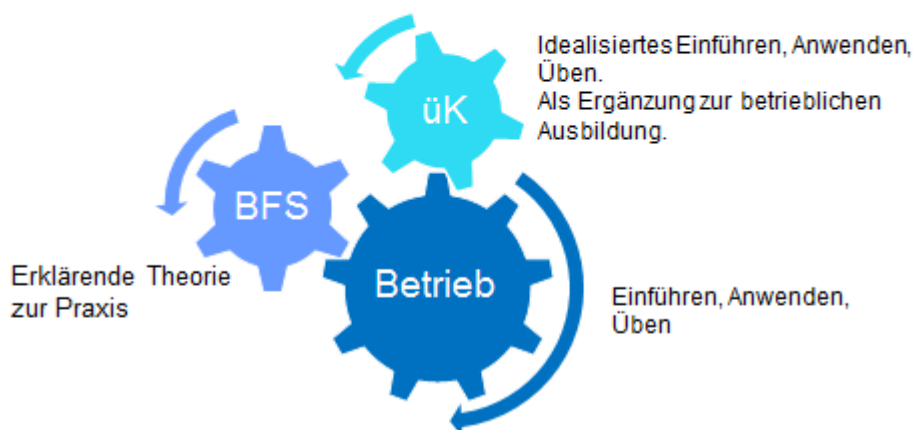 Idealisiertes Einführen, Anwenden,
Üben.
Als Ergänzung zur betrieblichen
Ausbildung.
üK
BFS
Betrieb
Erklärende Theorie
zur Praxis
Einführen, Anwenden,
Üben